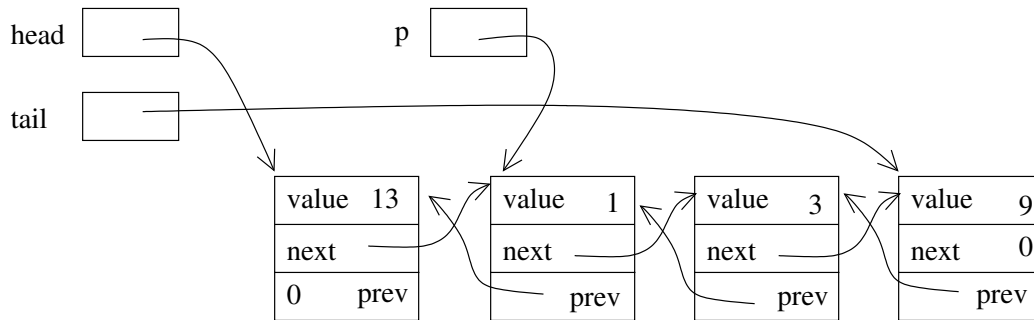 head
p
tail
value 13
value 1
value 3
value 9
next
next
next
next 0
0 prev
prev
prev
prev